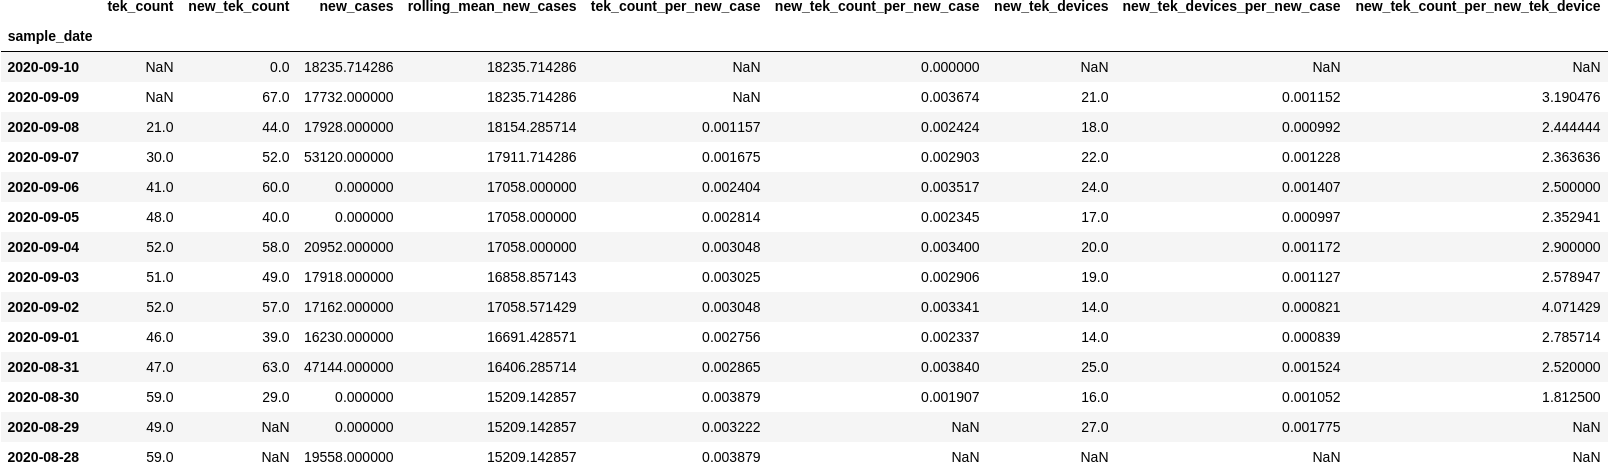 tek_count new_tek_count new_cases rolling_mean_new_cases tek_count_per_new_case new_tek_count_per_new_case new_tek_devices new_tek_devices_per_new_case new_tek_count_per_new_tek_device
sample_date
2020-09-10 NaN 0.0 18235.714286 18235.714286 NaN 0.000000 NaN NaN NaN
2020-09-09 NaN 67.0 17732.000000 18235.714286 NaN 0.003674 21.0 0.001152 3.190476
2020-09-08 21.0 44.0 17928.000000 18154.285714 0.001157 0.002424 18.0 0.000992 2.444444
2020-09-07 30.0 52.0 53120.000000 17911.714286 0.001675 0.002903 22.0 0.001228 2.363636
2020-09-06 41.0 60.0 0.000000 17058.000000 0.002404 0.003517 24.0 0.001407 2.500000
2020-09-05 48.0 40.0 0.000000 17058.000000 0.002814 0.002345 17.0 0.000997 2.352941
2020-09-04 52.0 58.0 20952.000000 17058.000000 0.003048 0.003400 20.0 0.001172 2.900000
2020-09-03 51.0 49.0 17918.000000 16858.857143 0.003025 0.002906 19.0 0.001127 2.578947
2020-09-02 52.0 57.0 17162.000000 17058.571429 0.003048 0.003341 14.0 0.000821 4.071429
2020-09-01 46.0 39.0 16230.000000 16691.428571 0.002756 0.002337 14.0 0.000839 2.785714
2020-08-31 47.0 63.0 47144.000000 16406.285714 0.002865 0.003840 25.0 0.001524 2.520000
2020-08-30 59.0 29.0 0.000000 15209.142857 0.003879 0.001907 16.0 0.001052 1.812500
2020-08-29 49.0 NaN 0.000000 15209.142857 0.003222 NaN 27.0 0.001775 NaN
2020-08-28 59.0 NaN 19558.000000 15209.142857 0.003879 NaN NaN NaN NaN